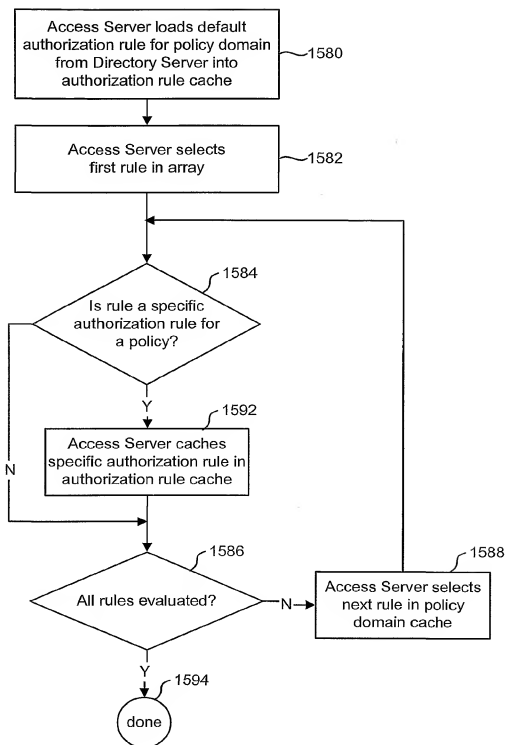 Access Server loads default
authorization rule for policy domain
from Directory Server into
authorization rule cache
1580
Access Server selects
first rule in array
1582
1584
Is rule a specific
authorization rule for
a policy?
Y
1592
Access Server caches
specific authorization rule in
authorization rule cache
N
1586
All rules evaluated?
N
1588
Access Server selects
next rule in policy
domain cache
Y
1594
done